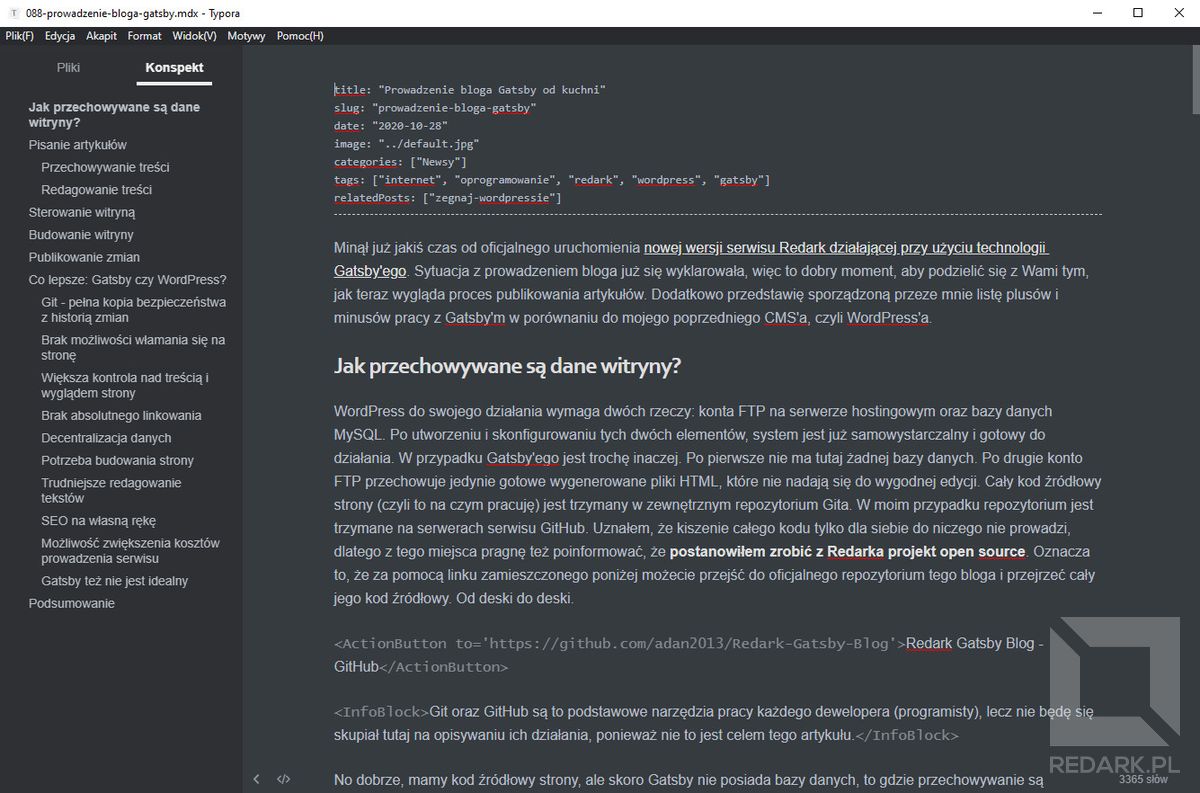 088-prowadzenie-bloga-gatsby.mdx - Typora
Plik(F) Edycja Akapit Format Widok(V) Motywy Pomoc(H)
Pliki Konspekt
Jak przechowywane są dane
witryny?
Pisanie artykułów
Przechowywanie treści
Redagowanie treści
Sterowanie witryną
Budowanie witryny
Publikowanie zmian
Co lepsze: Gatsby czy WordPress?
Git - pełna kopia bezpieczeństwa
z historią zmian
Brak możliwości włamania się na
stronę
Większa kontrola nad treścią i
wyglądem strony
Brak absolutnego linkowania
Decentralizacja danych
Potrzeba budowania strony
Trudniejsze redagowanie
tekstów
SEO na własną rękę
Możliwość zwiększenia kosztów
prowadzenia serwisu
Gatsby też nie jest idealny
Podsumowanie
title: "Prowadzenie bloga Gatsby od kuchni"
slug: "prowadzenie-bloga-gatsby"
date: "2020-10-28"
image: "../default.jpg"
categories: ["Newsy"]
tags: ["internet", "oprogramowanie", "redark", "wordpress", "gatsby"]
relatedPosts: ["zegnaj-wordpressie"]
Minął już jakiś czas od oficjalnego uruchomienia nowej wersji serwisu Redark działającej przy użyciu technologii
Gatsby'ego. Sytuacja z prowadzeniem bloga już się wyklarowała, więc to dobry moment, aby podzielić się z Wami tym,
jak teraz wygląda proces publikowania artykułów. Dodatkowo przedstawię sporządzoną przeze mnie listę plusów i
minusów pracy z Gatsby'm w porównaniu do mojego poprzedniego CMS'a, czyli WordPress'a.
Jak przechowywane są dane witryny?
WordPress do swojego działania wymaga dwóch rzeczy: konta FTP na serwerze hostingowym oraz bazy danych
MySQL. Po utworzeniu i skonfigurowaniu tych dwóch elementów, system jest już samowystarczalny i gotowy do
działania. W przypadku Gatsby'ego jest trochę inaczej. Po pierwsze nie ma tutaj żadnej bazy danych. Po drugie konto
FTP przechowuje jedynie gotowe wygenerowane pliki HTML, które nie nadają się do wygodnej edycji. Cały kod źródłowy
strony (czyli to na czym pracuję) jest trzymany w zewnętrznym repozytorium Gita. W moim przypadku repozytorium jest
trzymane na serwerach serwisu GitHub. Uznałem, że kiszenie całego kodu tylko dla siebie do niczego nie prowadzi,
dlatego z tego miejsca pragnę też poinformować, że postanowiłem zrobić z Redarka projekt open source. Oznacza
to, że za pomocą linku zamieszczonego poniżej możecie przejść do oficjalnego repozytorium tego bloga i przejrzeć cały
jego kod źródłowy. Od deski do deski.
<ActionButton to='https://github.com/adan2013/Redark-Gatsby-Blog'>Redark Gatsby Blog -
GitHub</ActionButton>
<InfoBlock>Git oraz GitHub są to podstawowe narzędzia pracy każdego dewelopera (programisty), lecz nie będę się
skupiał tutaj na opisywaniu ich działania, ponieważ nie to jest celem tego artykułu.</InfoBlock>
No dobrze, mamy kod źródłowy strony, ale skoro Gatsby nie posiada bazy danych, to gdzie przechowywane są
REDARK.PL
3365 słów